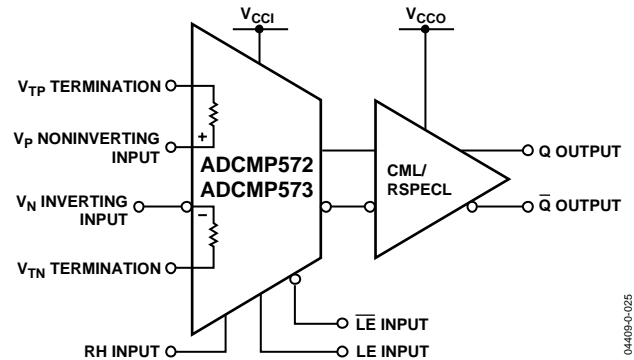 V_CCI
V_CCO
V_TP TERMINATION
V_P NONINVERTING
INPUT
+
ADCMP572
ADCMP573
CML/
RSPECL
Q OUTPUT
V_N INVERTING
INPUT
–
Q̅ OUTPUT
V_TN TERMINATION
L̅E̅ INPUT
RH INPUT
LE INPUT
04409-0-025